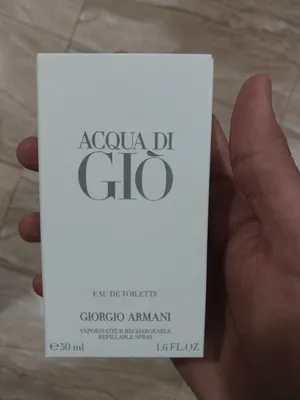 ACQUA DI
GIÒ
EAU DE TOILETTE
GIORGIO ARMANI
VAPORISATEUR RECHARGEABLE
REFILLABLE SPRAY
℮50 ml 1.6 FL.OZ